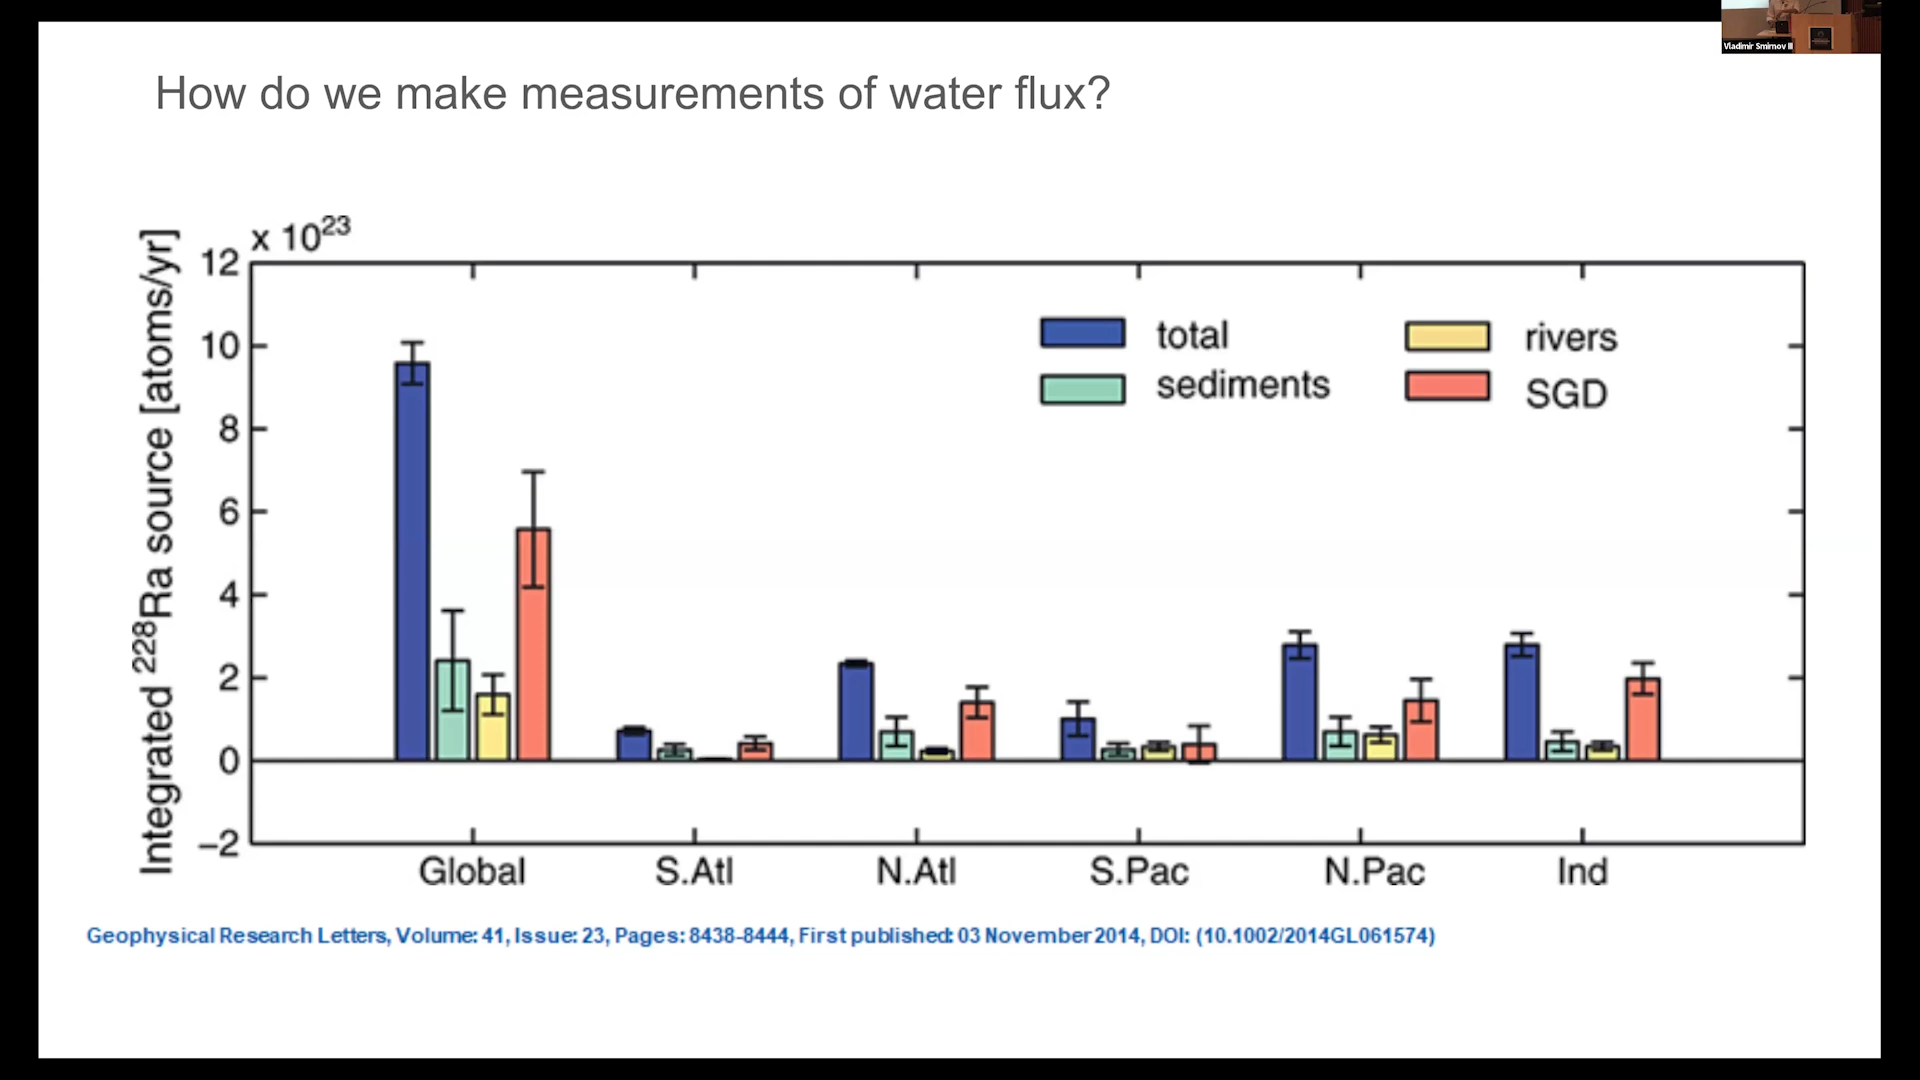 Vladimir Smirnov II
How do we make measurements of water flux?
x 10^23
Integrated ^228Ra source [atoms/yr]
12
10
8
6
4
2
0
−2
total
rivers
sediments
SGD
Global S.Atl N.Atl S.Pac N.Pac Ind
Geophysical Research Letters, Volume: 41, Issue: 23, Pages: 8438-8444, First published: 03 November 2014, DOI: (10.1002/2014GL061574)